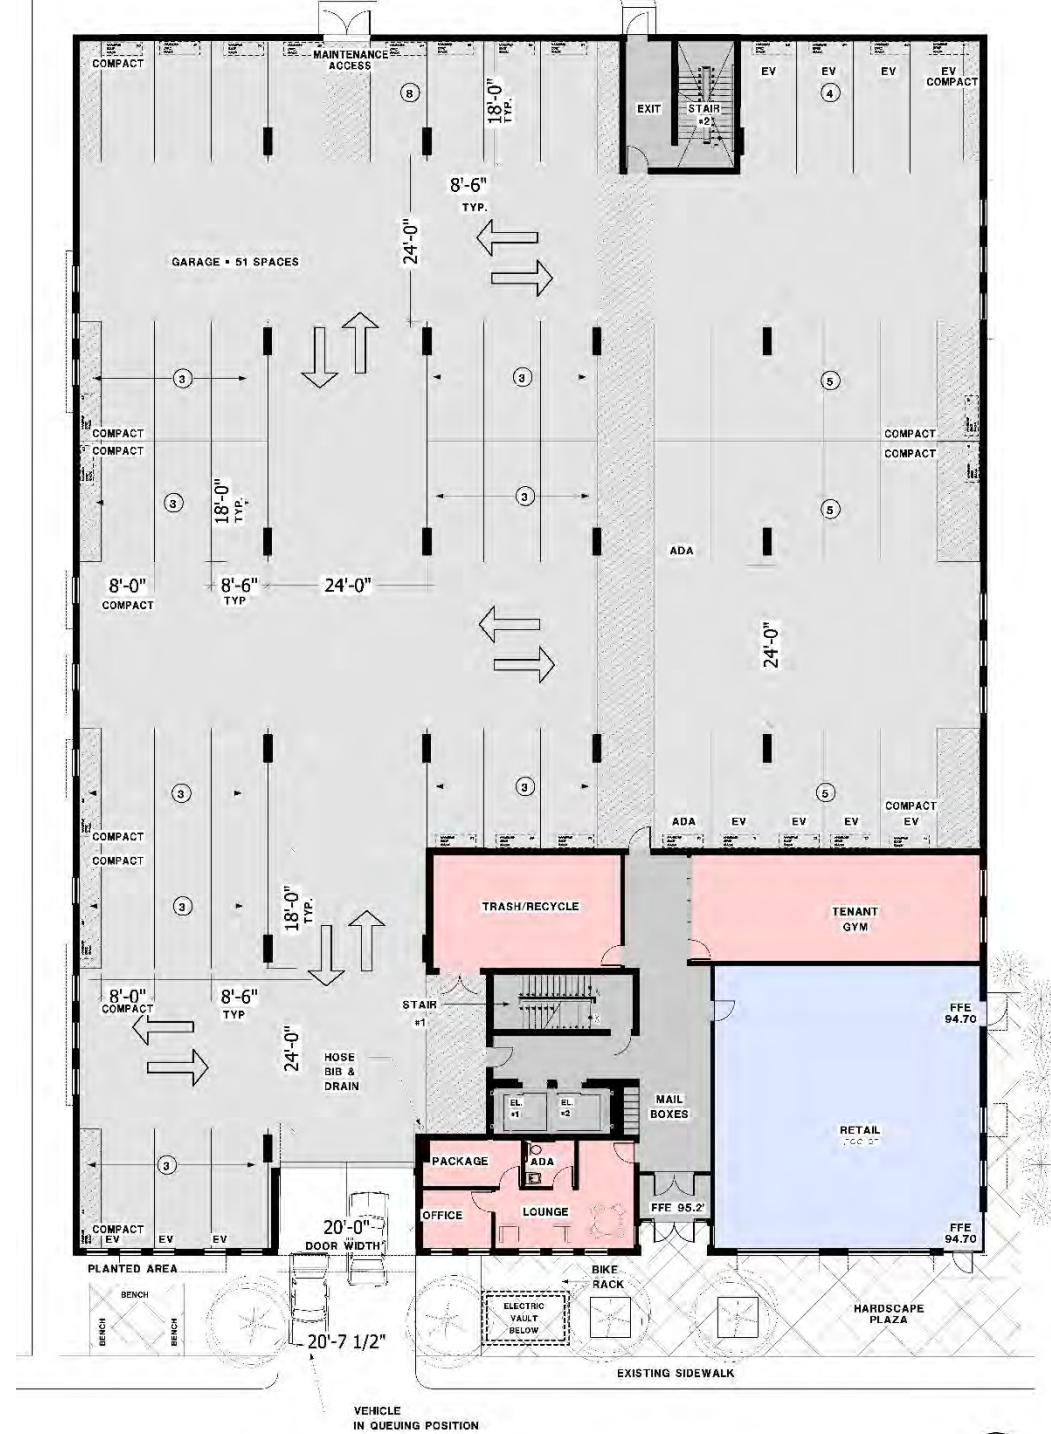 MAINTENANCE
ACCESS
COMPACT
8
18'-0"
TYP.
EXIT
STAIR
#2
EV
EV
EV
EV
COMPACT
4
8'-6"
TYP.
24'-0"
GARAGE • 51 SPACES
3
3
5
COMPACT
COMPACT
COMPACT
COMPACT
3
18'-0"
TYP.
3
5
ADA
8'-0"
COMPACT
8'-6"
TYP
24'-0"
24'-0"
3
3
5
COMPACT
EV
ADA
EV
EV
EV
COMPACT
COMPACT
3
18'-0"
TYP.
TRASH/RECYCLE
TENANT
GYM
8'-0"
COMPACT
8'-6"
TYP
STAIR
#1
FFE
94.70
24'-0"
HOSE
BIB &
DRAIN
EL.
#1
EL.
#2
MAIL
BOXES
RETAIL
3
PACKAGE
ADA
OFFICE
LOUNGE
FFE 95.2'
COMPACT
EV
EV
EV
20'-0"
DOOR WIDTH
FFE
94.70
PLANTED AREA
BENCH
BENCH
BENCH
BIKE
RACK
ELECTRIC
VAULT
BELOW
HARDSCAPE
PLAZA
20'-7 1/2"
EXISTING SIDEWALK
VEHICLE
IN QUEUING POSITION